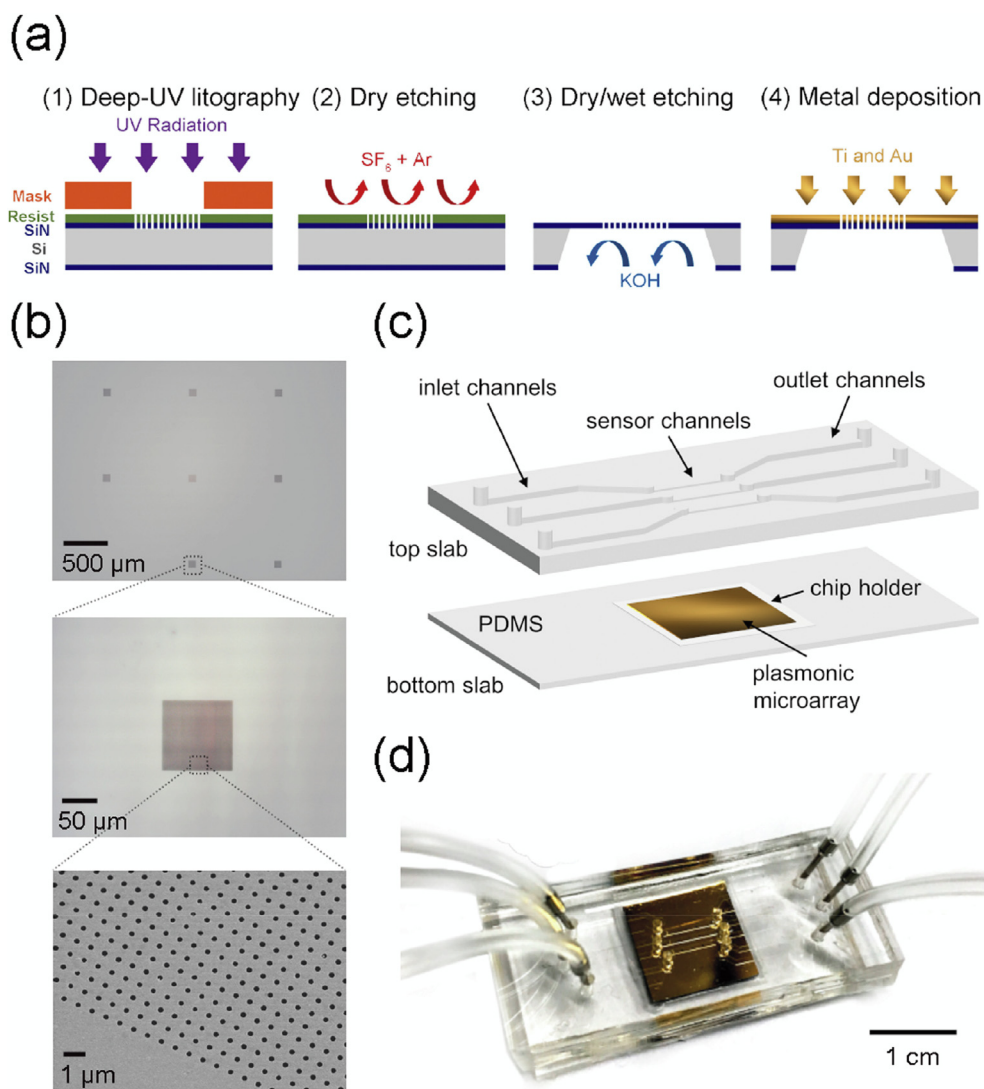 (a)
(1) Deep-UV litography
(2) Dry etching
(3) Dry/wet etching
(4) Metal deposition
UV Radiation
SF6 + Ar
Ti and Au
Mask
Resist
SiN
Si
SiN
KOH
(b)
500 µm
50 µm
1 µm
(c)
inlet channels
sensor channels
outlet channels
top slab
chip holder
PDMS
plasmonic
microarray
bottom slab
(d)
1 cm